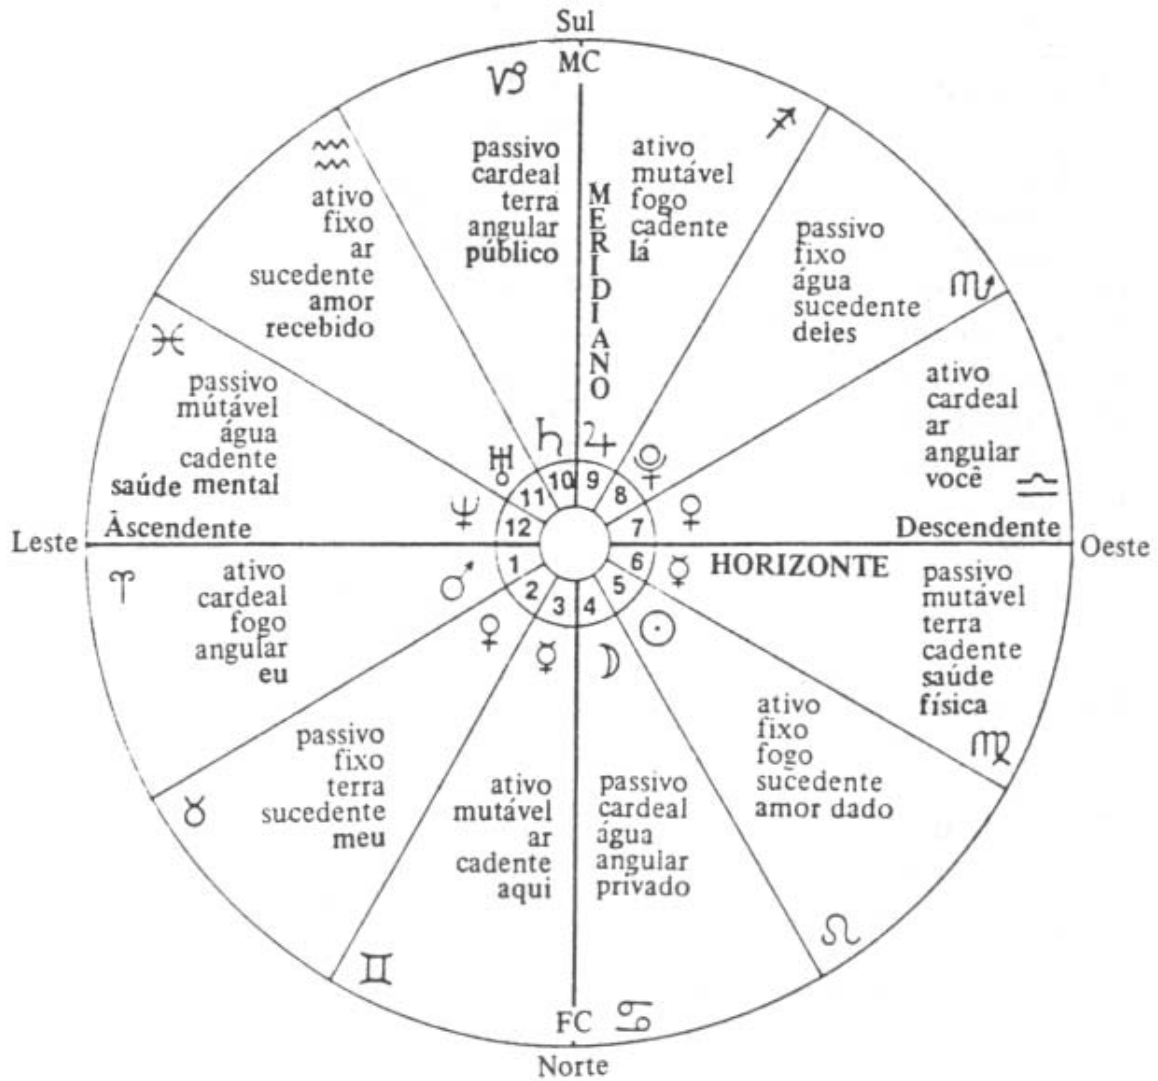 Sul
MC
passivo
cardeal
terra
angular
público
ativo
mutável
fogo
cadente
lá
MERIDIANO
ativo
fixo
ar
sucedente
amor
recebido
passivo
fixo
água
sucedente
deles
passivo
mútável
água
cadente
saúde mental
ativo
cardeal
ar
angular
você
10
9
11
8
12
7
Leste
Ascendente
Descendente
Oeste
1
6
2
5
3
4
HORIZONTE
ativo
cardeal
fogo
angular
eu
passivo
mutável
terra
cadente
saúde
física
passivo
fixo
terra
sucedente
meu
ativo
fixo
fogo
sucedente
amor dado
ativo
mutável
ar
cadente
aqui
passivo
cardeal
água
angular
privado
FC
Norte